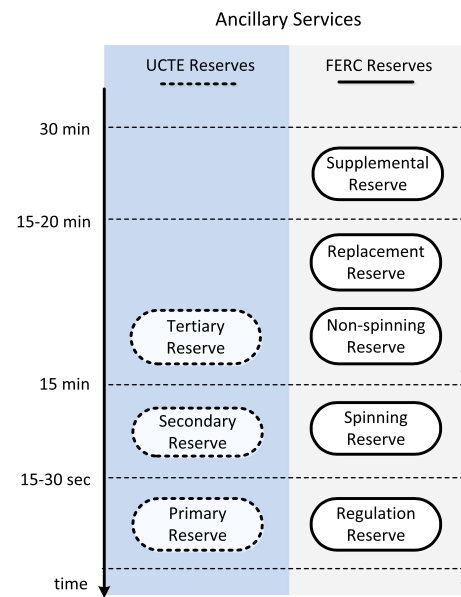 Ancillary Services
UCTE Reserves
FERC Reserves
30 min
Supplemental
Reserve
15-20 min
Replacement
Reserve
Tertiary
Reserve
Non-spinning
Reserve
15 min
Secondary
Reserve
Spinning
Reserve
15-30 sec
Primary
Reserve
Regulation
Reserve
time